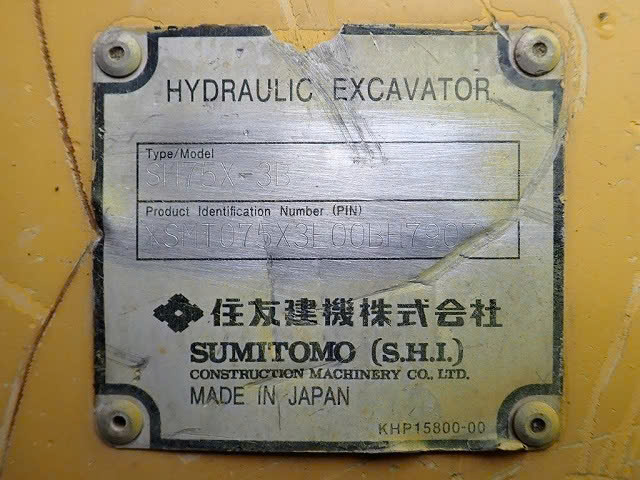 HYDRAULIC EXCAVATOR
Type/Model
SH75X-3B
Product Identification Number (PIN)
住友建機株式会社
SUMITOMO (S.H.I.)
CONSTRUCTION MACHINERY CO., LTD.
MADE IN JAPAN
KHP15800-00